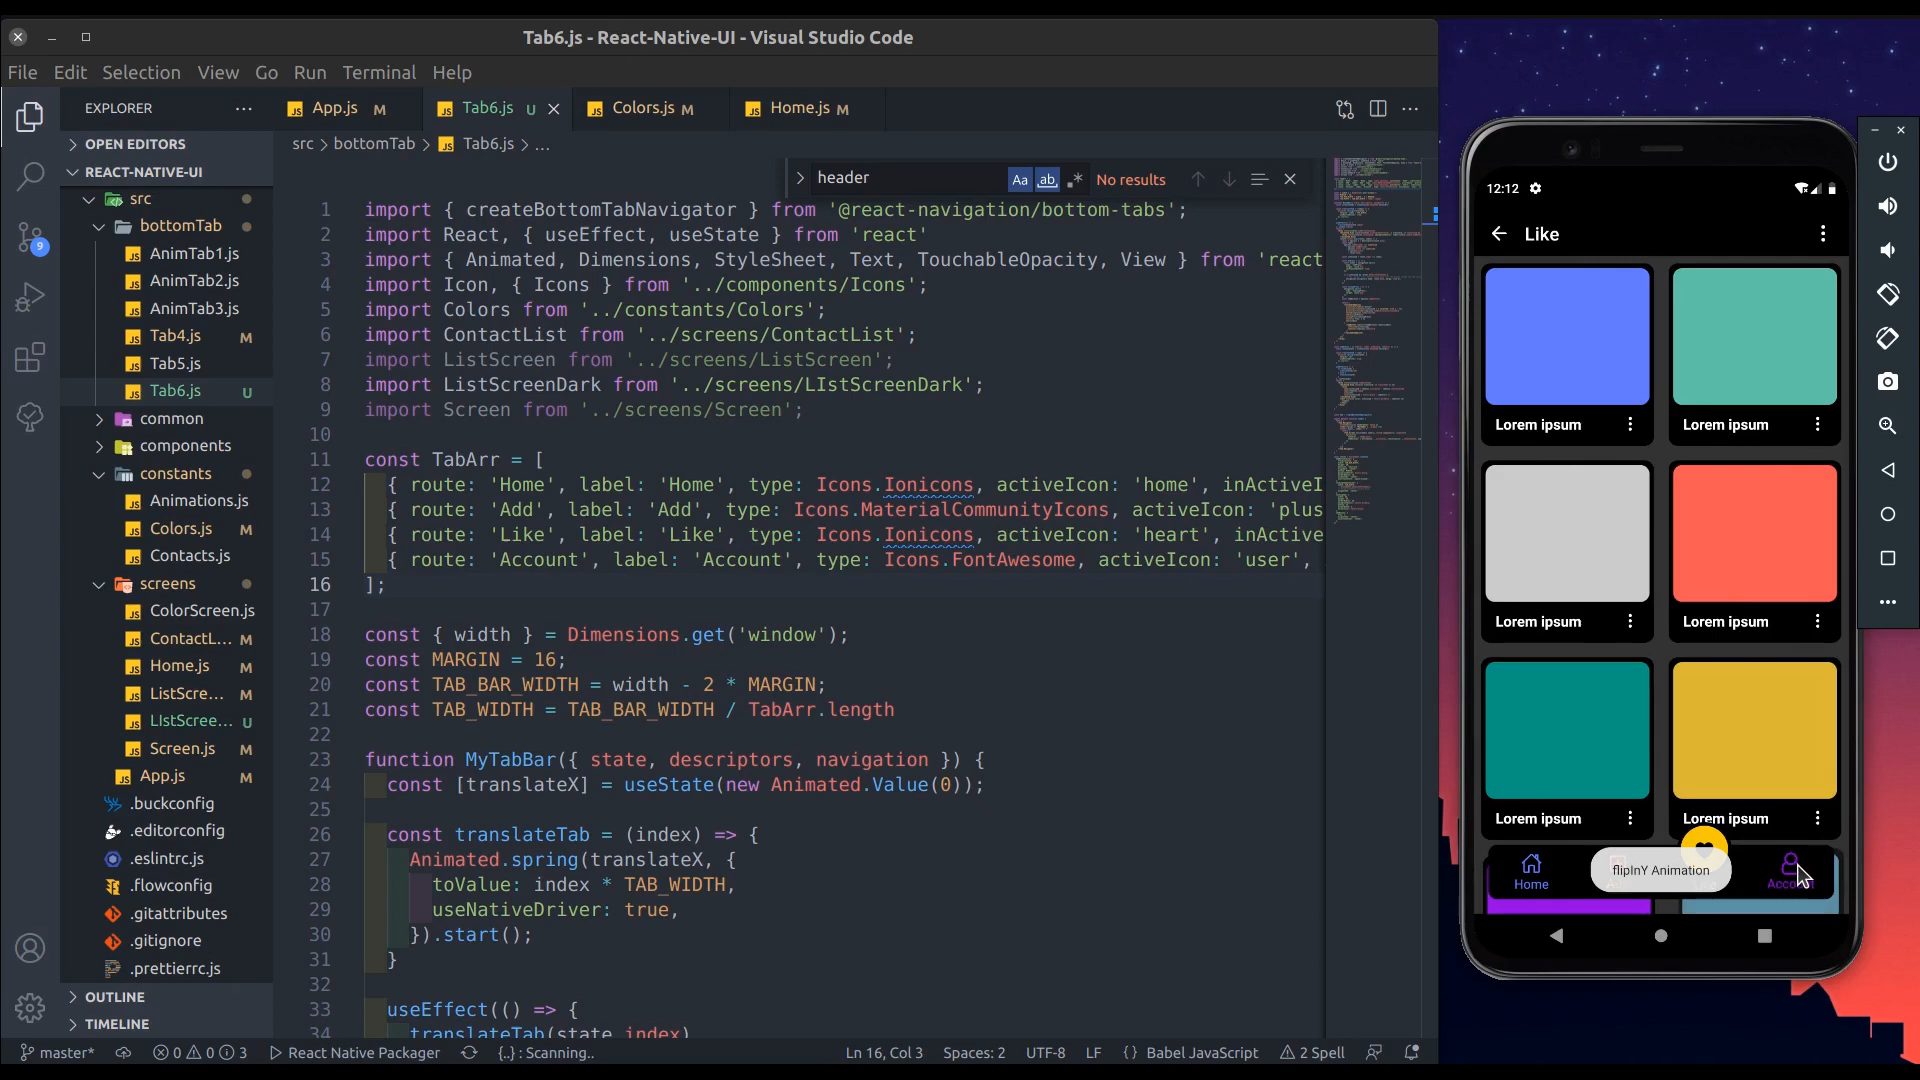 Tab6.js - React-Native-UI - Visual Studio Code
File Edit Selection View Go Run Terminal Help
EXPLORER
App.js M
Tab6.js U
Colors.js M
Home.js M
OPEN EDITORS
REACT-NATIVE-UI
src
bottomTab
AnimTab1.js
AnimTab2.js
AnimTab3.js
Tab4.js M
Tab5.js
Tab6.js U
common
components
constants
Animations.js
Colors.js
Contacts.js
screens
ColorScreen.js
ContactL... M
Home.js M
ListScre... M
LIstScree... U
Screen.js M
App.js M
.buckconfig
.editorconfig
.eslintrc.js
.flowconfig
.gitattributes
.gitignore
.prettierrc.js
OUTLINE
TIMELINE
9
src > bottomTab > Tab6.js > ...
header
Aa ab
No results
1 import { createBottomTabNavigator } from '@react-navigation/bottom-tabs';
2 import React, { useEffect, useState } from 'react'
3 import { Animated, Dimensions, StyleSheet, Text, TouchableOpacity, View } from 'react
4 import Icon, { Icons } from '../components/Icons';
5 import Colors from '../constants/Colors';
6 import ContactList from '../screens/ContactList';
7 import ListScreen from '../screens/ListScreen';
8 import ListScreenDark from '../screens/LIstScreenDark';
9 import Screen from '../screens/Screen';
10
11 const TabArr = [
12 { route: 'Home', label: 'Home', type: Icons.Ionicons, activeIcon: 'home', inActiveI
13 { route: 'Add', label: 'Add', type: Icons.MaterialCommunityIcons, activeIcon: 'plus
14 { route: 'Like', label: 'Like', type: Icons.Ionicons, activeIcon: 'heart', inActive
15 { route: 'Account', label: 'Account', type: Icons.FontAwesome, activeIcon: 'user',
16 ];
17
18 const { width } = Dimensions.get('window');
19 const MARGIN = 16;
20 const TAB_BAR_WIDTH = width - 2 * MARGIN;
21 const TAB_WIDTH = TAB_BAR_WIDTH / TabArr.length
22
23 function MyTabBar({ state, descriptors, navigation }) {
24 const [translateX] = useState(new Animated.Value(0));
25
26 const translateTab = (index) => {
27 Animated.spring(translateX, {
28 toValue: index * TAB_WIDTH,
29 useNativeDriver: true,
30 }).start();
31 }
32
33 useEffect(() => {
34 translateTab(state.index)
master* 0 0 3 React Native Packager {..} : Scanning.. Ln 16, Col 3 Spaces: 2 UTF-8 LF {} Babel JavaScript 2 Spell
12:12
Like
Lorem ipsum
Lorem ipsum
Lorem ipsum
Lorem ipsum
Lorem ipsum
Lorem ipsum
Home
flipInY Animation